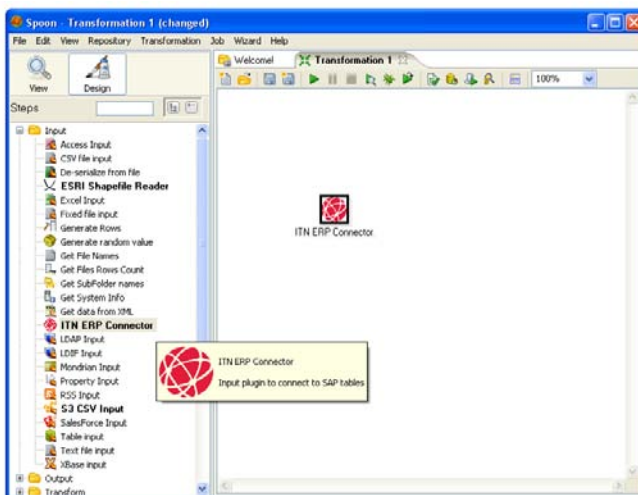 Spoon - Transformation 1 (changed)
File Edit View Repository Transformation Job Wizard Help
View
Design
Steps
Input
Access Input
CSV file input
De-serialize from file
ESRI Shapefile Reader
Excel Input
Fixed file input
Generate Rows
Generate random value
Get File Names
Get Files Rows Count
Get SubFolder names
Get System Info
Get data from XML
ITN ERP Connector
LDAP Input
LDIF Input
Mondrian Input
Property Input
RSS Input
S3 CSV Input
SalesForce Input
Table input
Text file input
XBase input
Output
Transform
Welcome!
Transformation 1
100%
ITN ERP Connector
ITN ERP Connector
Input plugin to connect to SAP tables